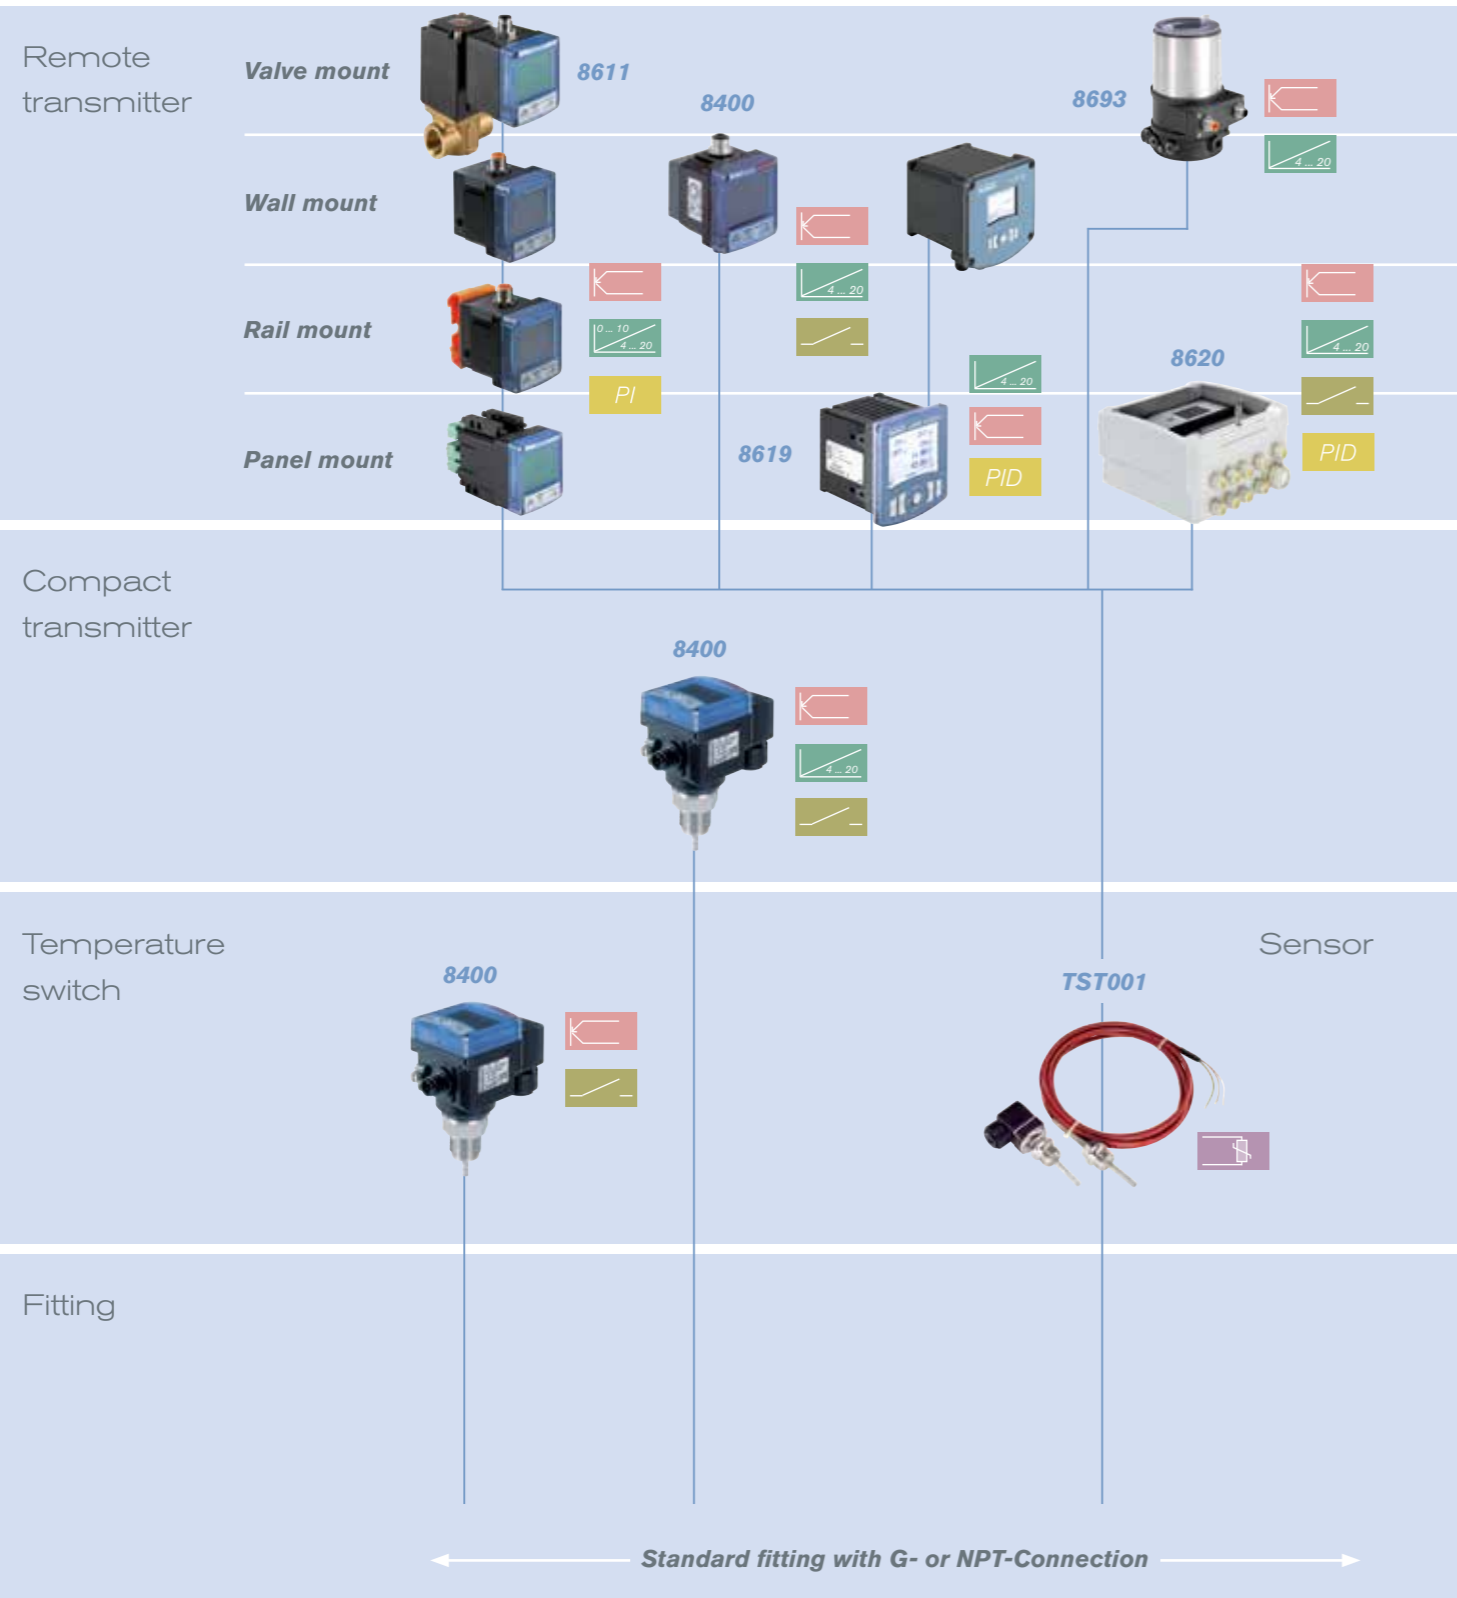 Remote
transmitter
Valve mount
8611
8400
8693
4 ... 20
Wall mount
4 ... 20
Rail mount
0 ... 10
4 ... 20
PI
4 ... 20
8620
4 ... 20
Panel mount
8619
PID
PID
Compact
transmitter
8400
4 ... 20
Temperature
switch
8400
Sensor
TST001
Fitting
Standard fitting with G- or NPT-Connection